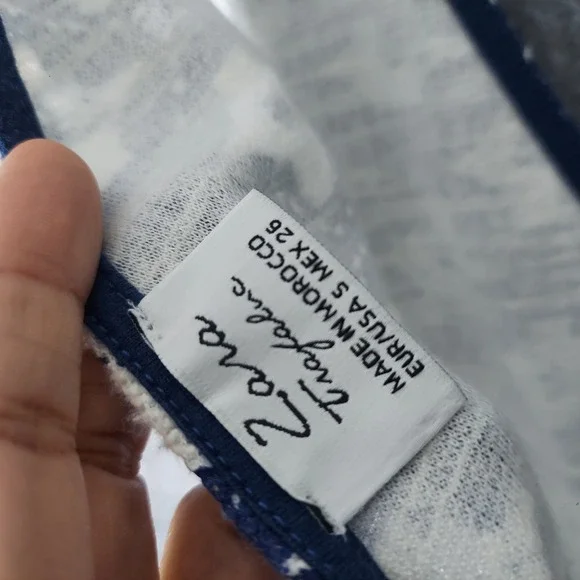 Zara
Trafaluc
MADE IN MOROCCO
EUR/USA S MEX 26